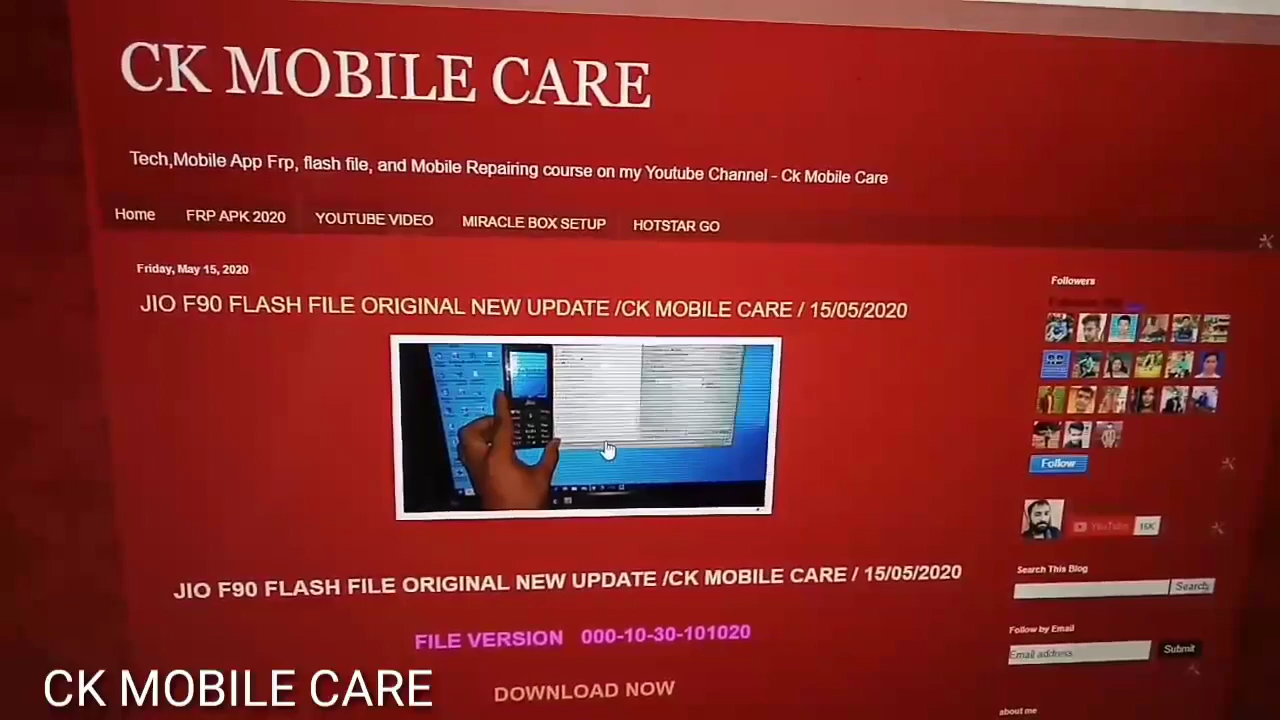 CK MOBILE CARE
Tech,Mobile App Frp, flash file, and Mobile Repairing course on my Youtube Channel - Ck Mobile Care
Home FRP APK 2020 YOUTUBE VIDEO MIRACLE BOX SETUP HOTSTAR GO
Friday, May 15, 2020
JIO F90 FLASH FILE ORIGINAL NEW UPDATE /CK MOBILE CARE / 15/05/2020
JIO F90 FLASH FILE ORIGINAL NEW UPDATE /CK MOBILE CARE / 15/05/2020
FILE VERSION 000-10-30-101020
DOWNLOAD NOW
Followers
Follow
YouTube 16K
Search This Blog
Search
Follow by Email
Email address...
Submit
about me
CK MOBILE CARE